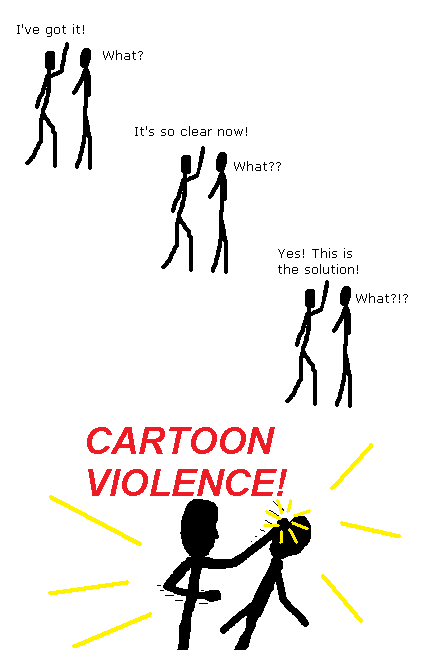 I've got it!
What?
It's so clear now!
What??
Yes! This is
the solution!
What?!?
CARTOON
VIOLENCE!